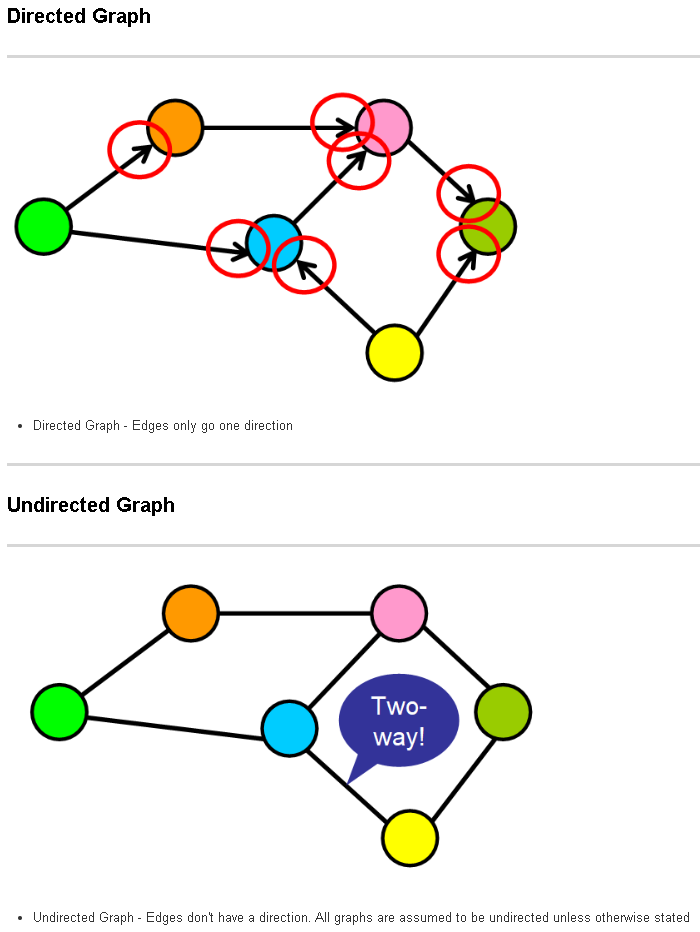 Directed Graph
Directed Graph - Edges only go one direction
Undirected Graph
Two-
way!
Undirected Graph - Edges don't have a direction. All graphs are assumed to be undirected unless otherwise stated